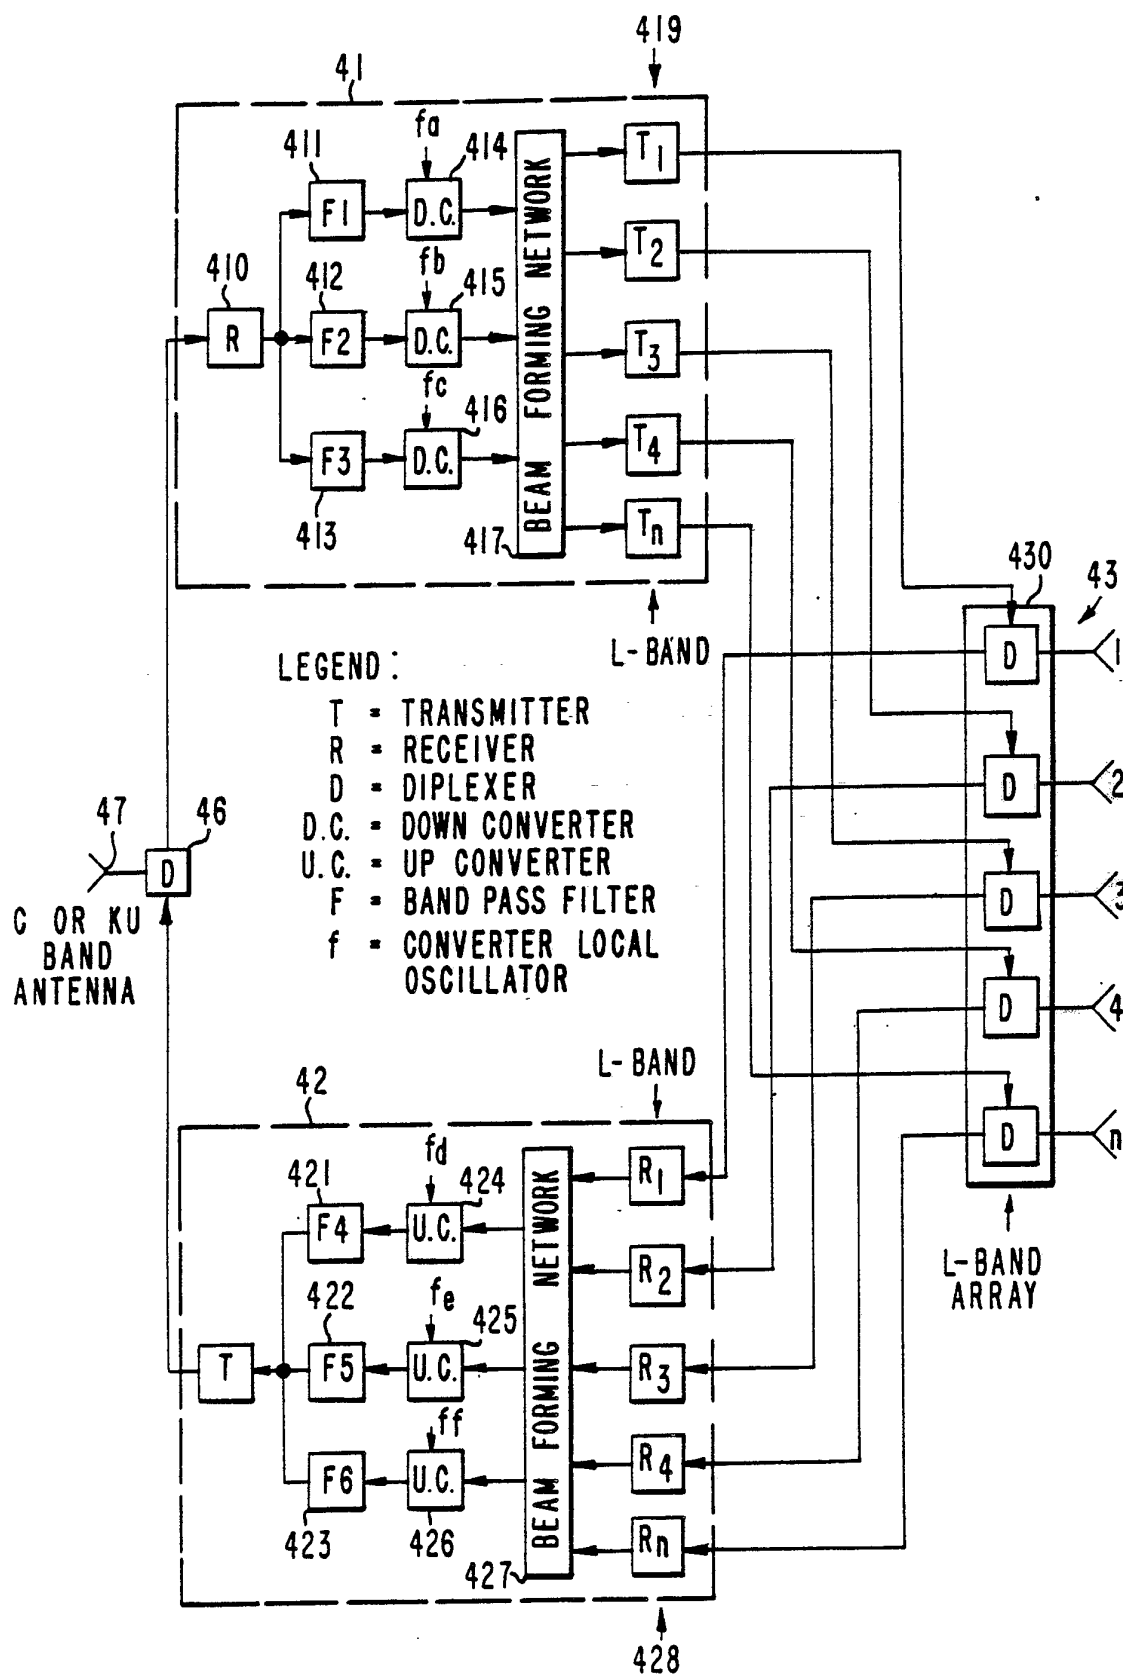 419
41
fa
411
414
T1
F1
D.C.
BEAM FORMING NETWORK
fb
410
412
415
T2
R
F2
D.C.
T3
fc
416
F3
D.C.
T4
413
417
Tn
L-BAND
430
43
D
1
LEGEND:
T = TRANSMITTER
R = RECEIVER
D = DIPLEXER
D.C. = DOWN CONVERTER
U.C. = UP CONVERTER
F = BAND PASS FILTER
f = CONVERTER LOCAL
OSCILLATOR
D
2
47
46
D
C OR KU
BAND
ANTENNA
D
3
D
4
D
n
L-BAND
ARRAY
L-BAND
42
fd
421
424
R1
F4
U.C.
BEAM FORMING NETWORK
fe
422
425
R2
T
F5
U.C.
R3
ff
F6
U.C.
R4
423
426
427
Rn
428